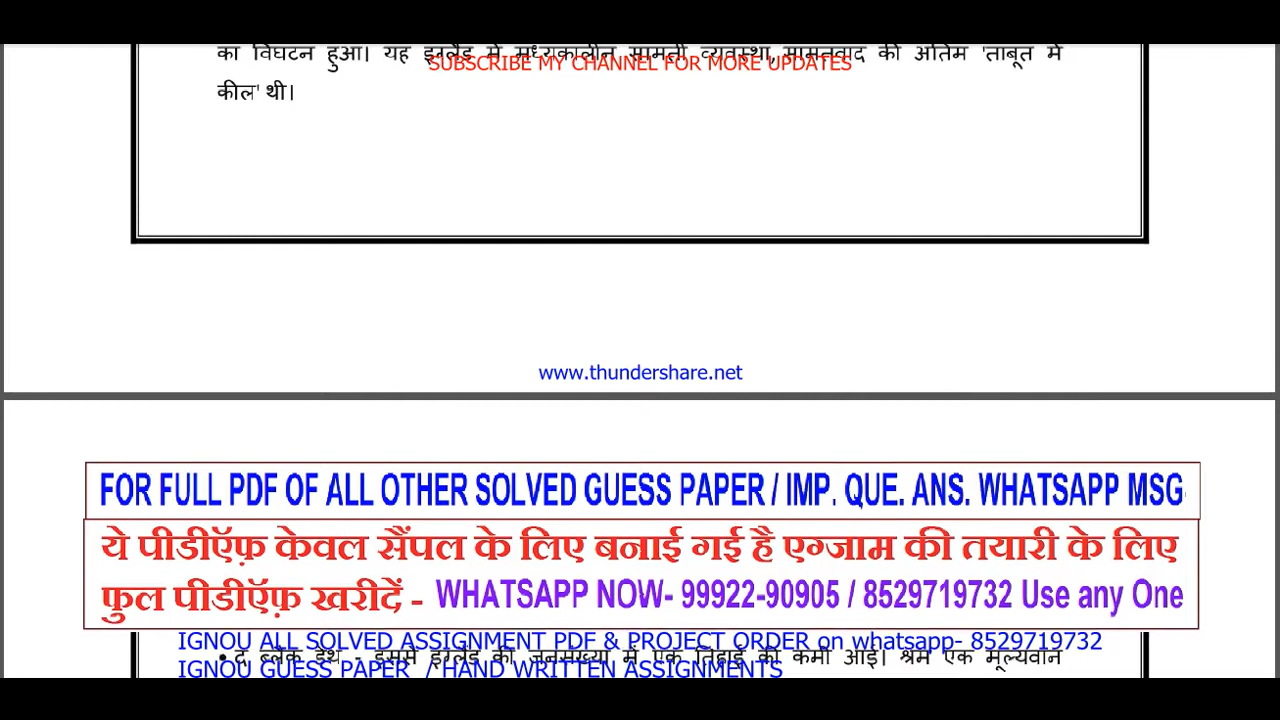 का विघटन हुआ। यह इंग्लैंड में मध्यकालीन सामंती व्यवस्था, सामंतवाद की अंतिम 'ताबूत में
SUBSCRIBE MY CHANNEL FOR MORE UPDATES
कील' थी।
www.thundershare.net
FOR FULL PDF OF ALL OTHER SOLVED GUESS PAPER / IMP. QUE. ANS. WHATSAPP MSG
ये पीडीऍफ़ केवल सैंपल के लिए बनाई गई है एग्जाम की तयारी के लिए
फुल पीडीऍफ़ खरीदें - WHATSAPP NOW- 99922-90905 / 8529719732 Use any One
IGNOU ALL SOLVED ASSIGNMENT PDF & PROJECT ORDER on whatsapp- 8529719732
• द ब्लैक डेथ - इसमें इंग्लैंड की जनसंख्या में एक तिहाई की कमी आई। श्रम एक मूल्यवान
IGNOU GUESS PAPER / HAND WRITTEN ASSIGNMENTS